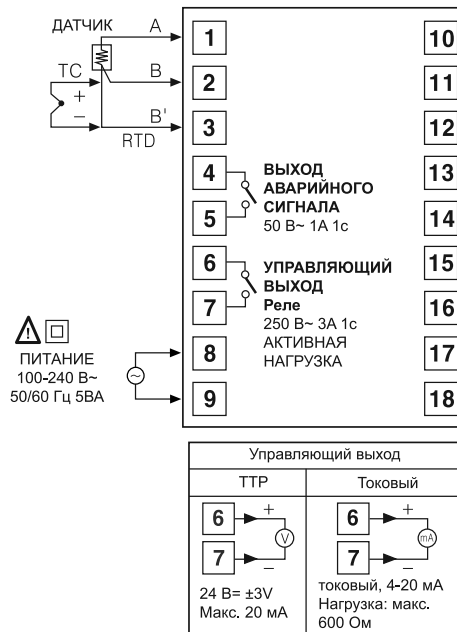 ДАТЧИК
A
TC
B
+
−
B'
RTD
1
2
3
4
5
6
7
8
9
10
11
12
13
14
15
16
17
18
ВЫХОД
АВАРИЙНОГО
СИГНАЛА
50 В~ 1А 1с
УПРАВЛЯЮЩИЙ
ВЫХОД
Реле
250 В~ 3А 1с
АКТИВНАЯ
НАГРУЗКА
ПИТАНИЕ
100-240 В~
50/60 Гц 5ВА
~
Управляющий выход
ТТР
Токовый
6
+
V
7
−
24 В= ±3V
Макс. 20 мА
6
+
mA
7
−
токовый, 4-20 мА
Нагрузка: макс.
600 Ом